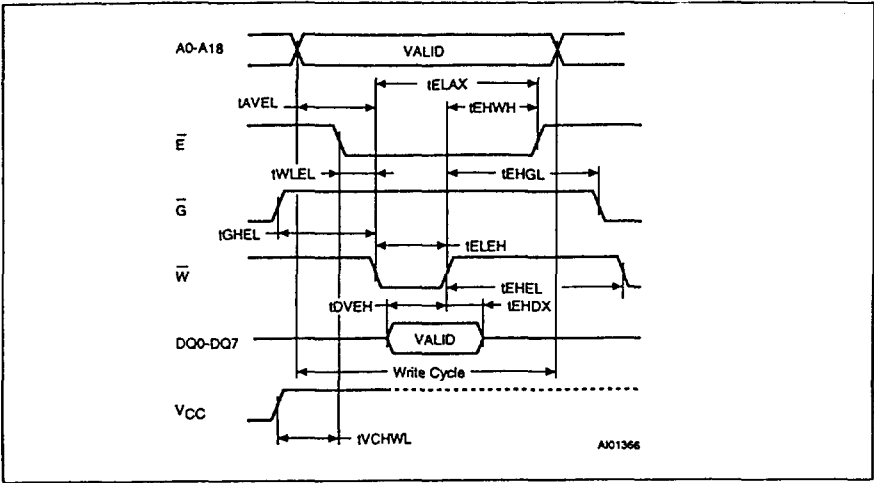 A0-A18
VALID
tELAX
tAVEL
tEHWH
E
tWLEL
tEHGL
G
tGHEL
tELEH
W
tEHEL
tDVEH
tEHDX
DQ0-DQ7
VALID
Write Cycle
VCC
tVCHWL
AI01366